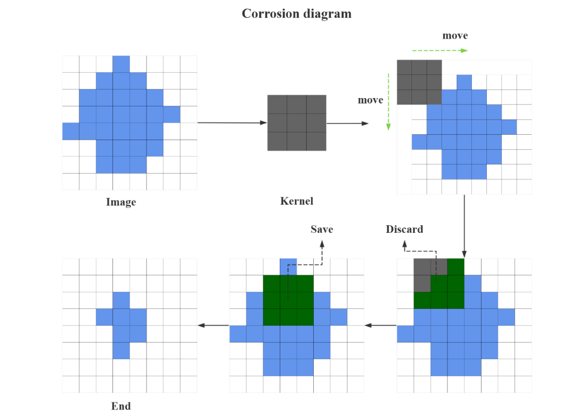 Corrosion diagram
move
move
Image
Kernel
Save
Discard
End